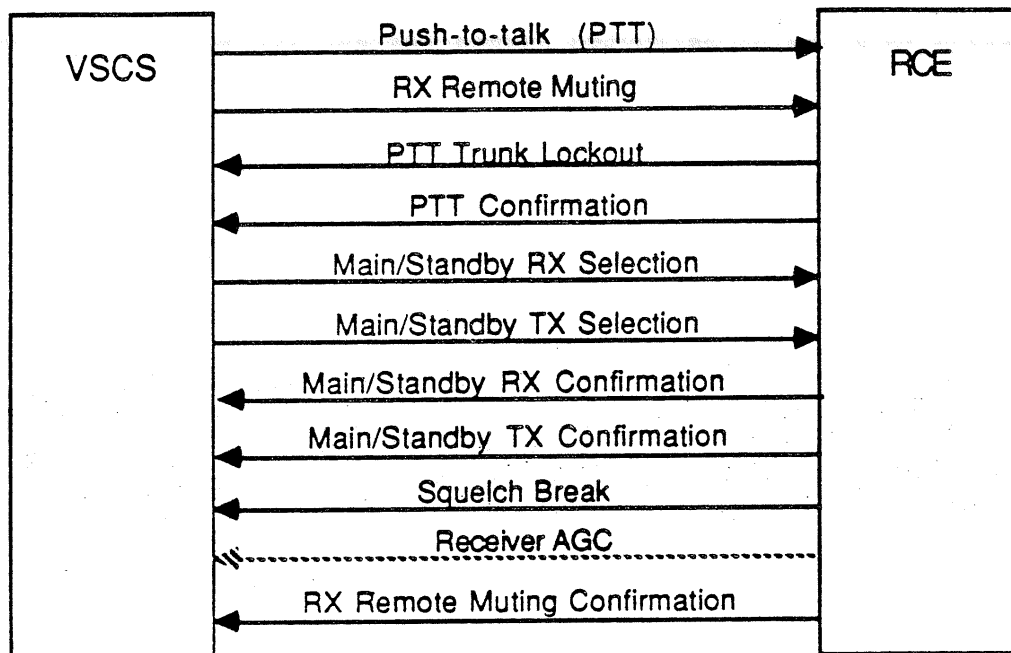 Push-to-talk (PTT)
VSCS
RCE
RX Remote Muting
PTT Trunk Lockout
PTT Confirmation
Main/Standby RX Selection
Main/Standby TX Selection
Main/Standby RX Confirmation
Main/Standby TX Confirmation
Squelch Break
Receiver AGC
RX Remote Muting Confirmation